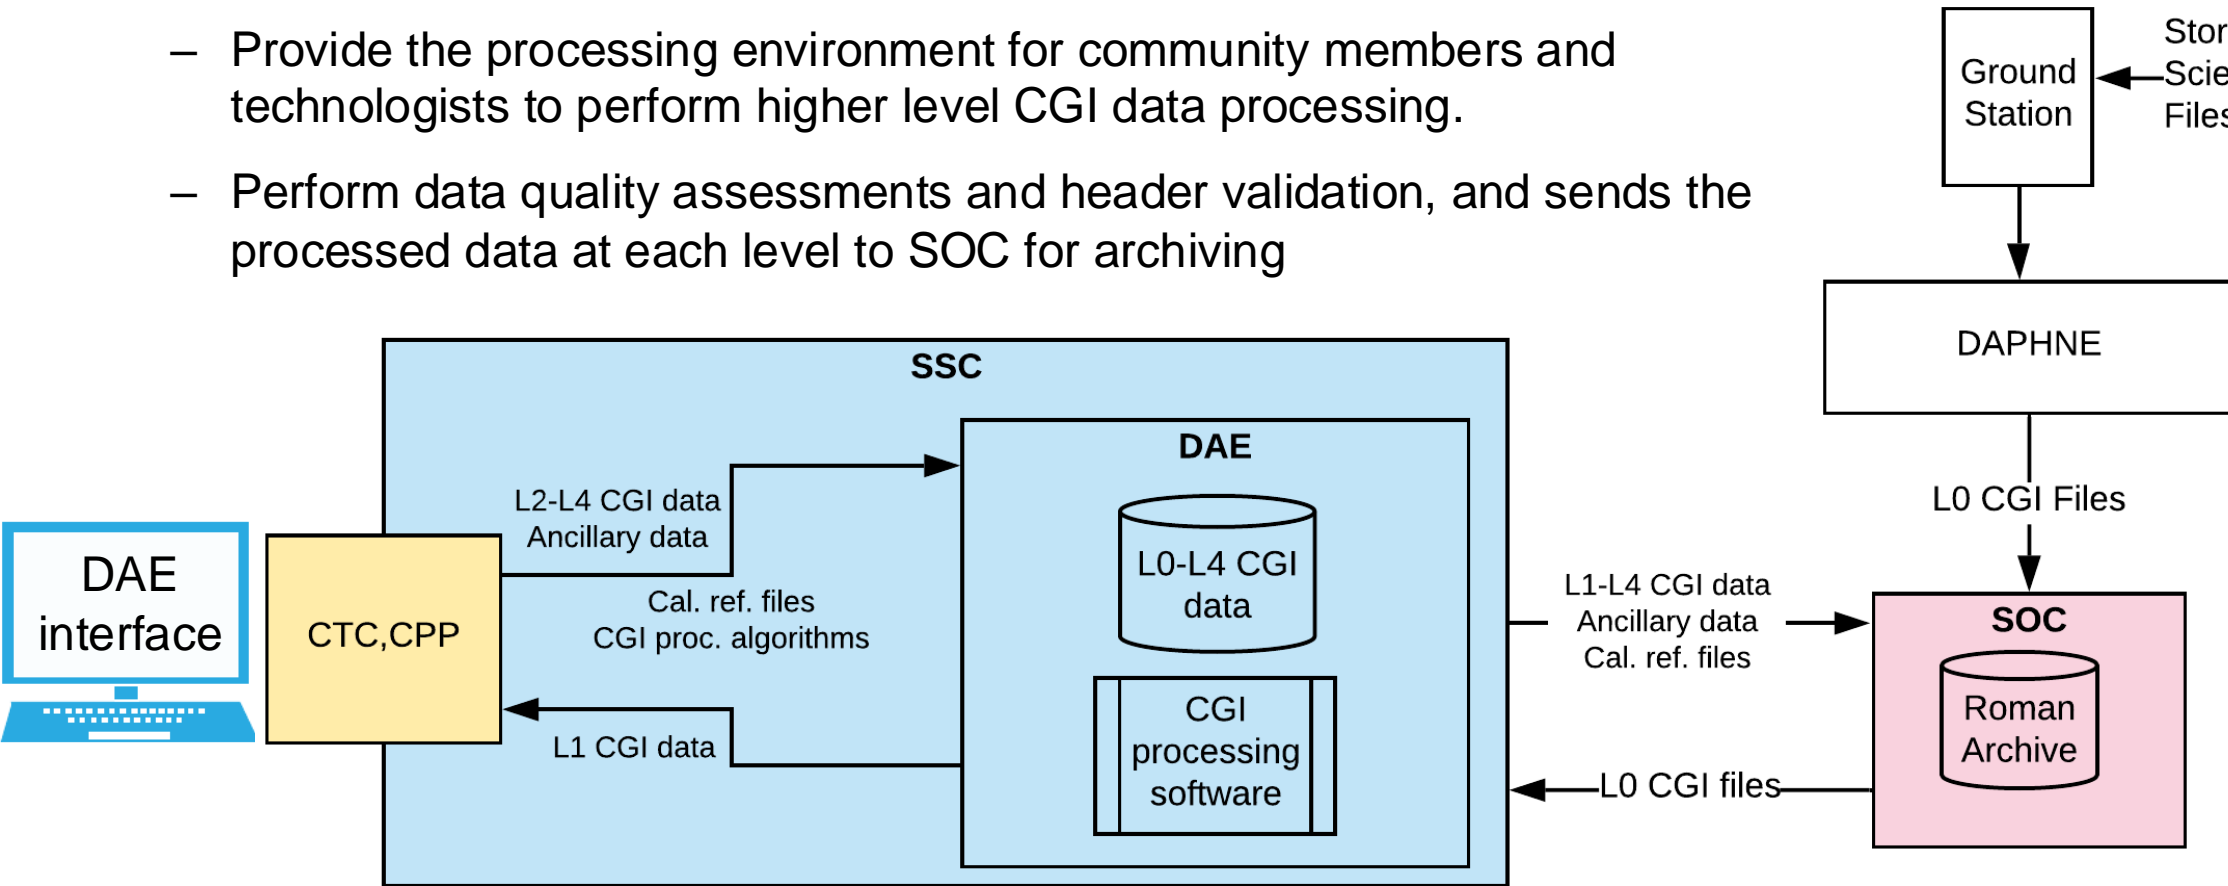 – Provide the processing environment for community members and
technologists to perform higher level CGI data processing.
– Perform data quality assessments and header validation, and sends the
processed data at each level to SOC for archiving
Ground
Station
DAPHNE
L0 CGI Files
SSC
DAE
L2-L4 CGI data
Ancillary data
Cal. ref. files
CGI proc. algorithms
L1 CGI data
DAE
interface
CTC,CPP
L0-L4 CGI
data
CGI
processing
software
L1-L4 CGI data
Ancillary data
Cal. ref. files
L0 CGI files
SOC
Roman
Archive